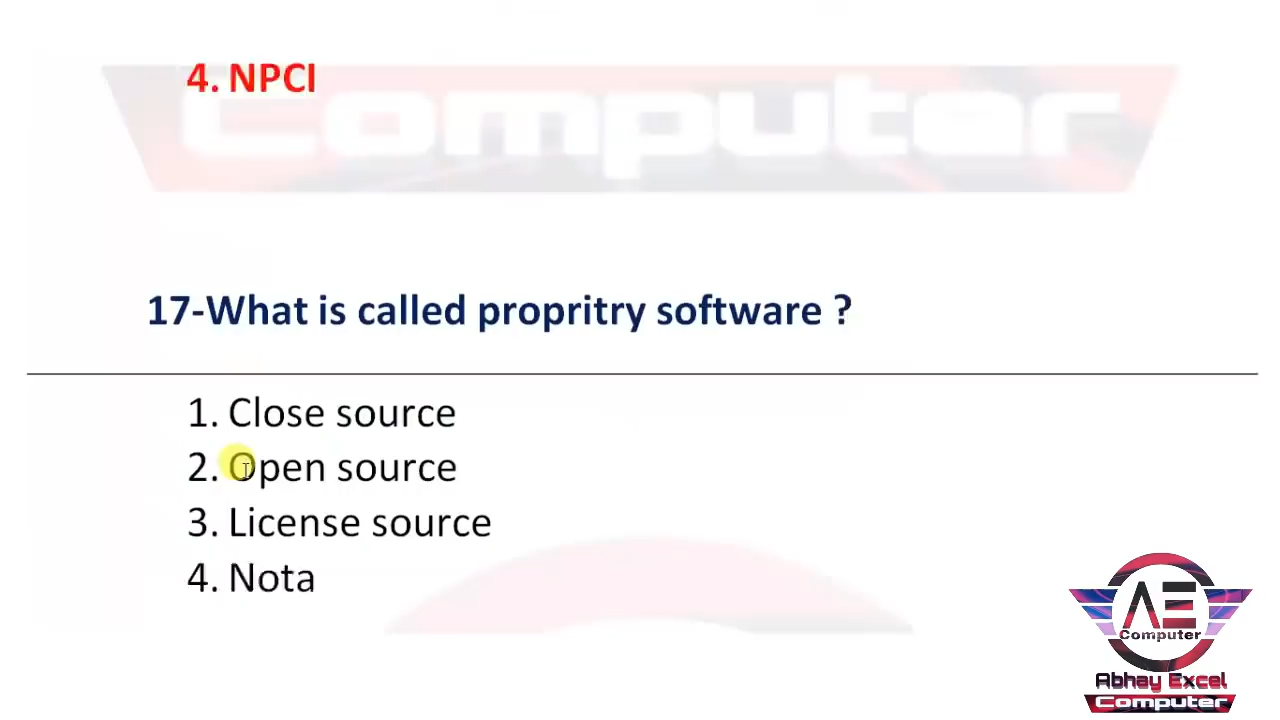 4. NPCI
Computer
17-What is called propritry software ?
1. Close source
2. Open source
3. License source
4. Nota
AE
Computer
Abhay Excel
Computer